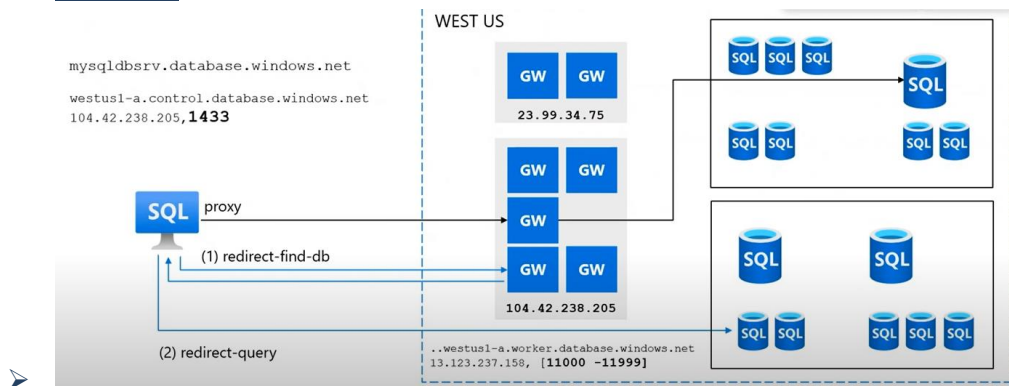 WEST US
mysqldbsrv.database.windows.net
westus1-a.control.database.windows.net
104.42.238.205,1433
GW GW
23.99.34.75
GW GW
GW
GW GW
104.42.238.205
SQL
proxy
(1) redirect-find-db
(2) redirect-query
..westus1-a.worker.database.windows.net
13.123.237.158, [11000 -11999]
SQL SQL SQL
SQL
SQL SQL
SQL SQL
SQL
SQL
SQL SQL
SQL SQL SQL